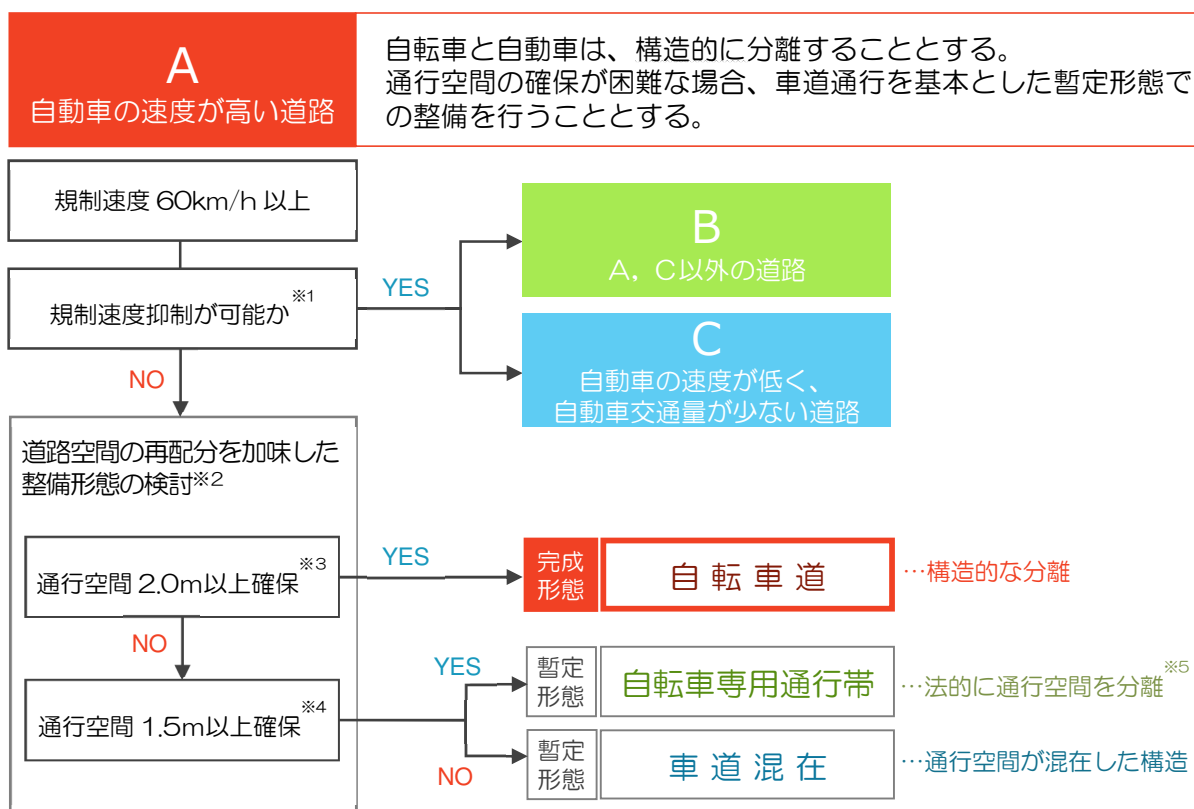 A
自動車の速度が高い道路
自転車と自動車は、構造的に分離することとする。
通行空間の確保が困難な場合、車道通行を基本とした暫定形態で
の整備を行うこととする。
規制速度 60km/h 以上
規制速度抑制が可能か※1
YES
B
A，C以外の道路
C
自動車の速度が低く、
自動車交通量が少ない道路
NO
道路空間の再配分を加味した
整備形態の検討※2
通行空間 2.0m以上確保※3
YES
完成
形態
自転車道
…構造的な分離
NO
通行空間 1.5m以上確保※4
YES
暫定
形態
自転車専用通行帯
…法的に通行空間を分離※5
NO
暫定
形態
車道混在
…通行空間が混在した構造